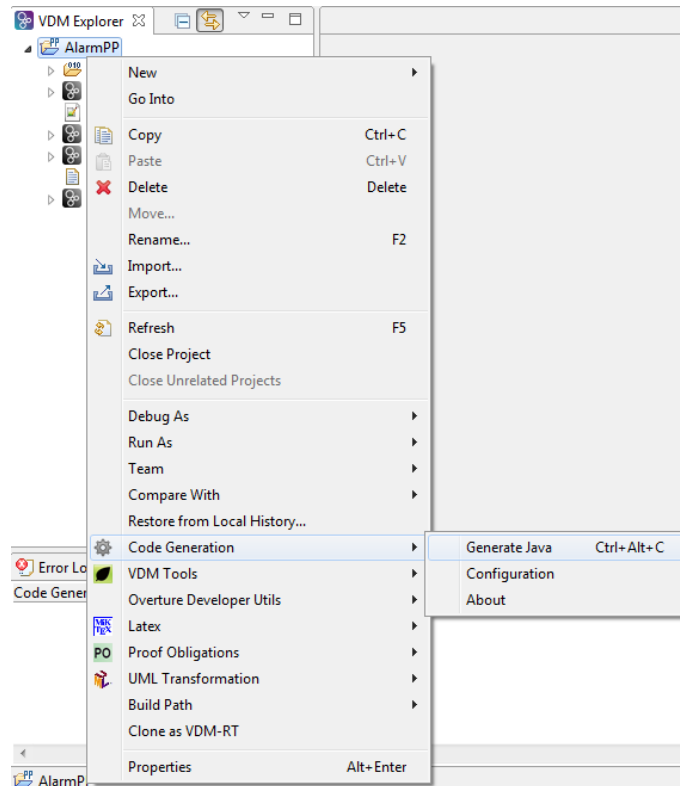 VDM Explorer
AlarmPP
New
Go Into
Copy Ctrl+C
Paste Ctrl+V
Delete Delete
Move...
Rename... F2
Import...
Export...
Refresh F5
Close Project
Close Unrelated Projects
Debug As
Run As
Team
Compare With
Restore from Local History...
Code Generation
Generate Java Ctrl+Alt+C
Configuration
About
Error Lo
Code Gener
VDM Tools
Overture Developer Utils
Latex
PO Proof Obligations
UML Transformation
Build Path
Clone as VDM-RT
Properties Alt+Enter
AlarmP